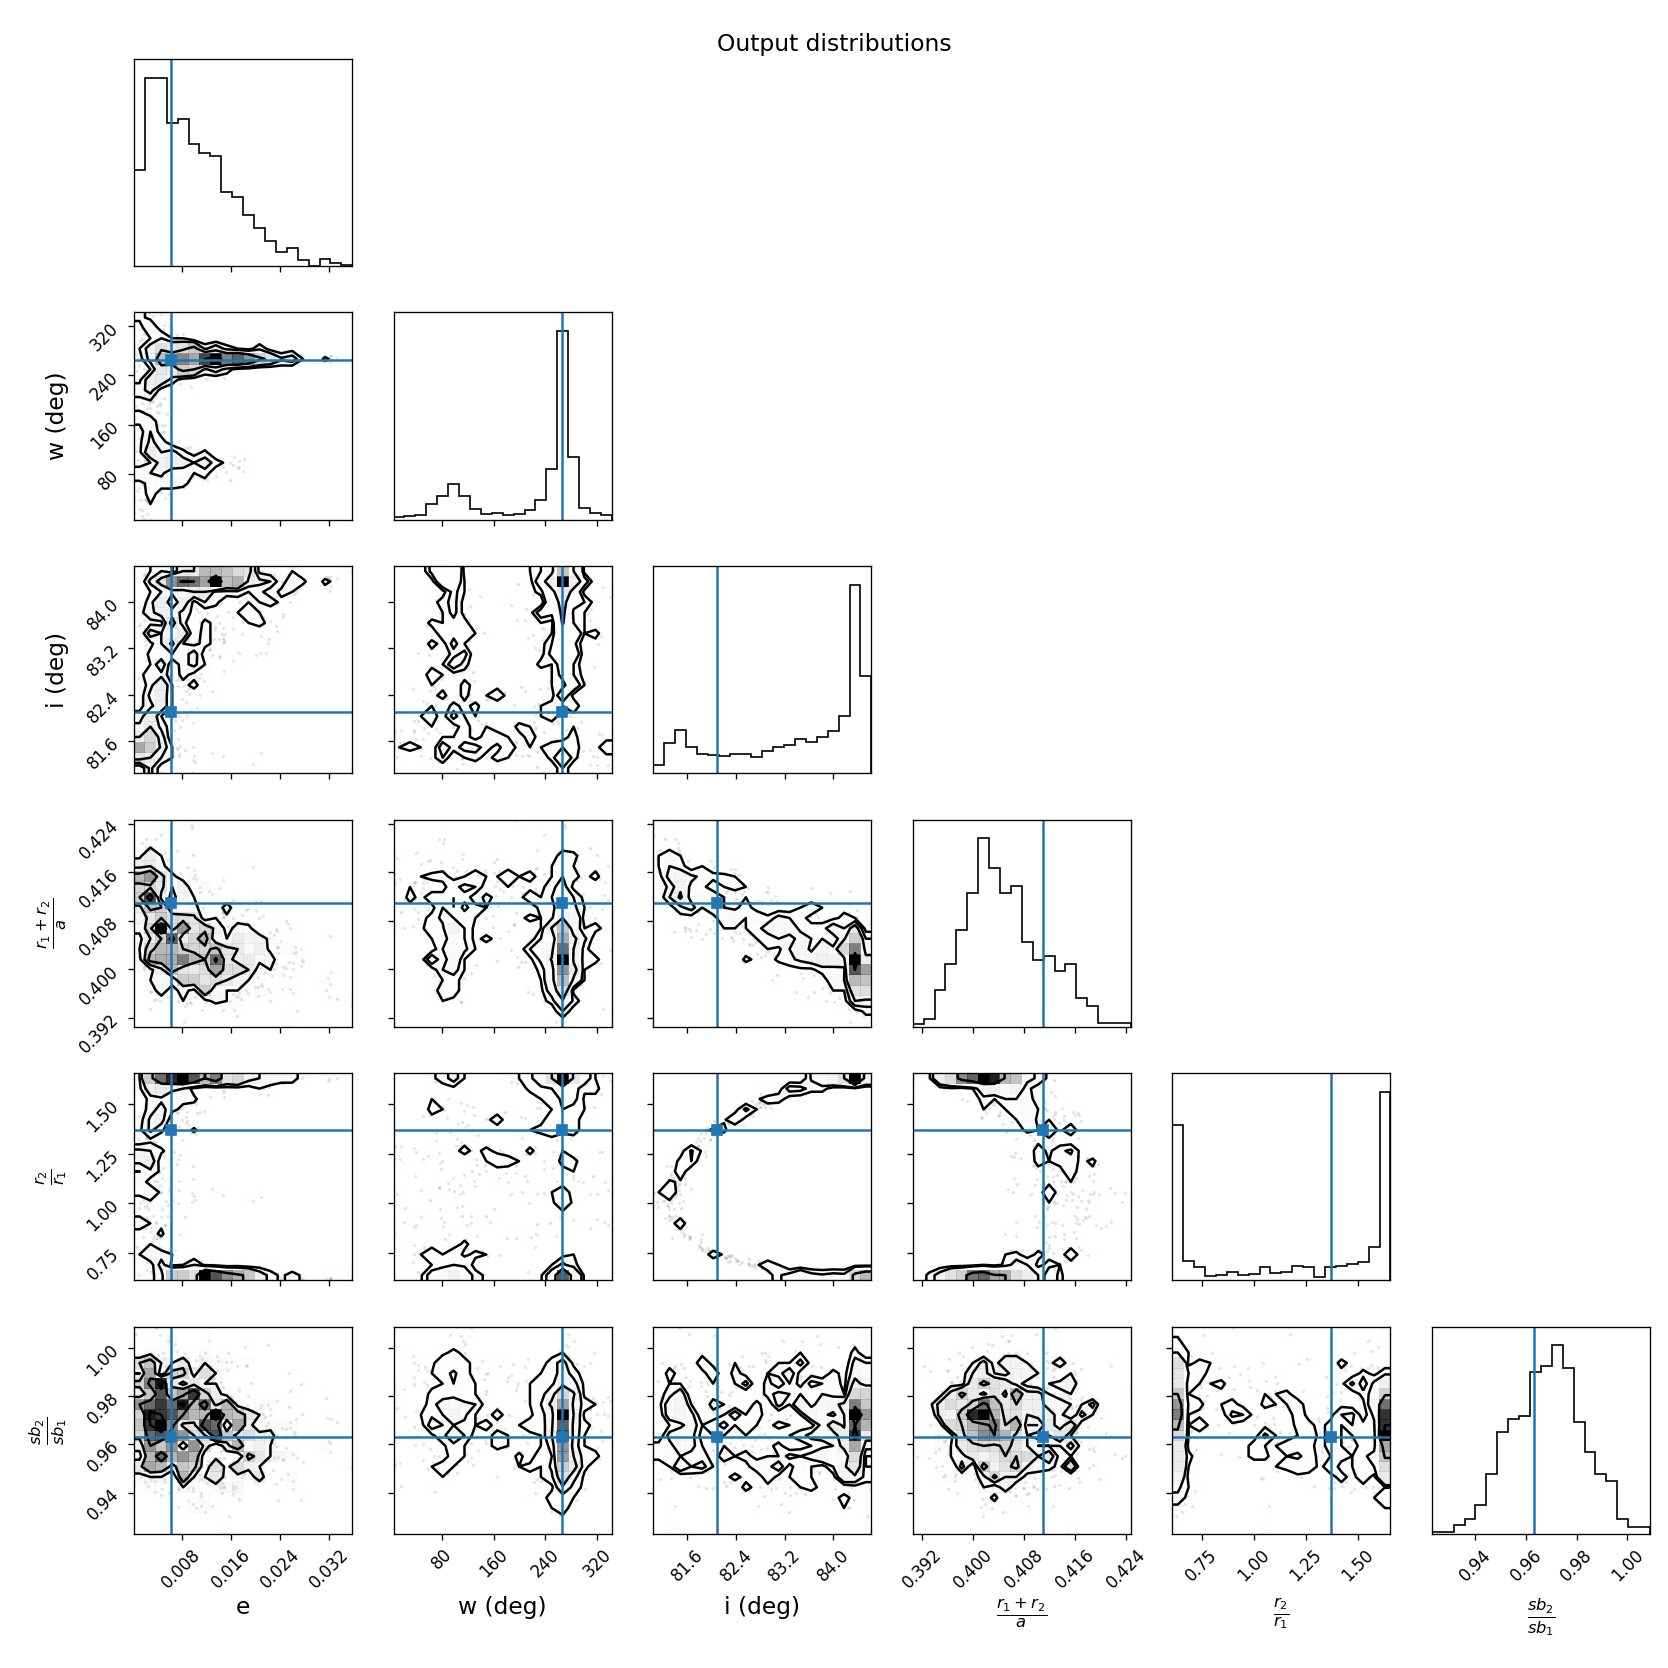 Output distributions
w (deg)
320
240
160
80
i (deg)
84.0
83.2
82.4
81.6
r₁ + r₂
a
0.424
0.416
0.408
0.400
0.392
r₂
r₁
1.50
1.25
1.00
0.75
sb₂
sb₁
1.00
0.98
0.96
0.94
0.008 0.016 0.024 0.032
80 160 240 320
81.6 82.4 83.2 84.0
0.392 0.400 0.408 0.416 0.424
0.75 1.00 1.25 1.50
0.94 0.96 0.98 1.00
e
w (deg)
i (deg)
r₁ + r₂
a
r₂
r₁
sb₂
sb₁